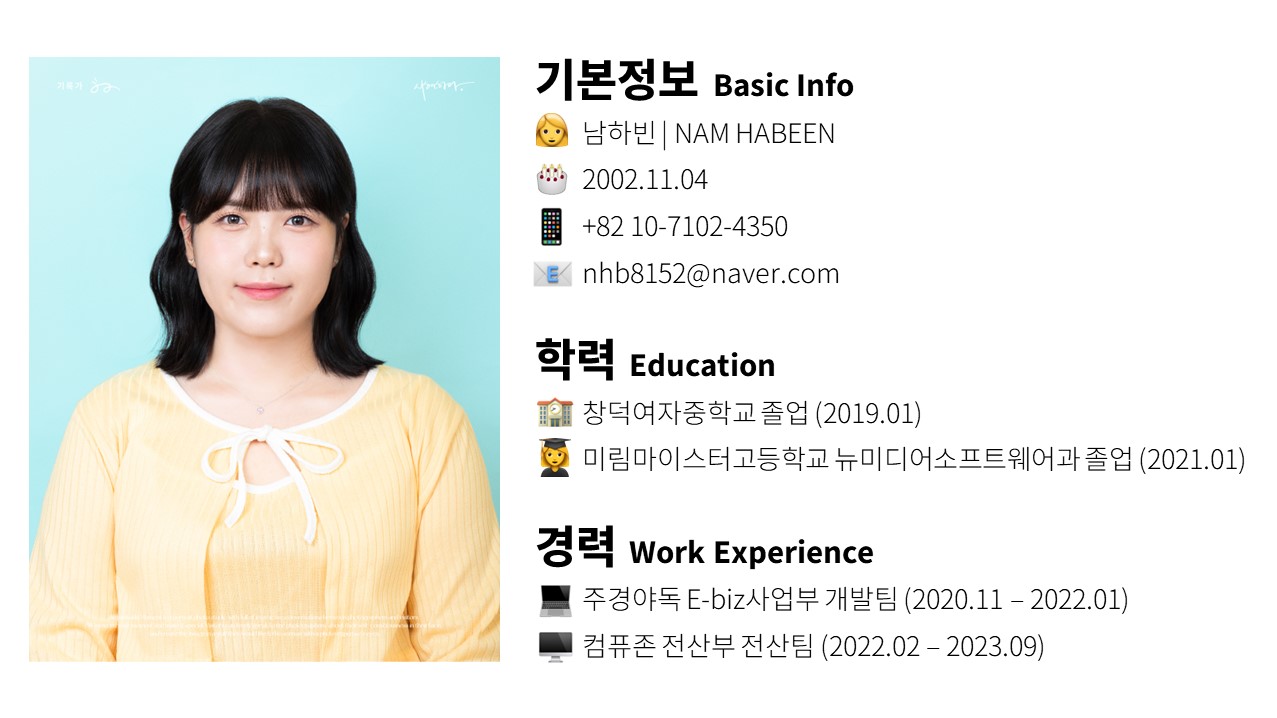 기본정보 Basic Info
남하빈 | NAM HABEEN
2002.11.04
+82 10-7102-4350
nhb8152@naver.com
학력 Education
창덕여자중학교 졸업 (2019.01)
미림마이스터고등학교 뉴미디어소프트웨어과 졸업 (2021.01)
경력 Work Experience
주경야독 E-biz사업부 개발팀 (2020.11 – 2022.01)
컴퓨존 전산부 전산팀 (2022.02 – 2023.09)